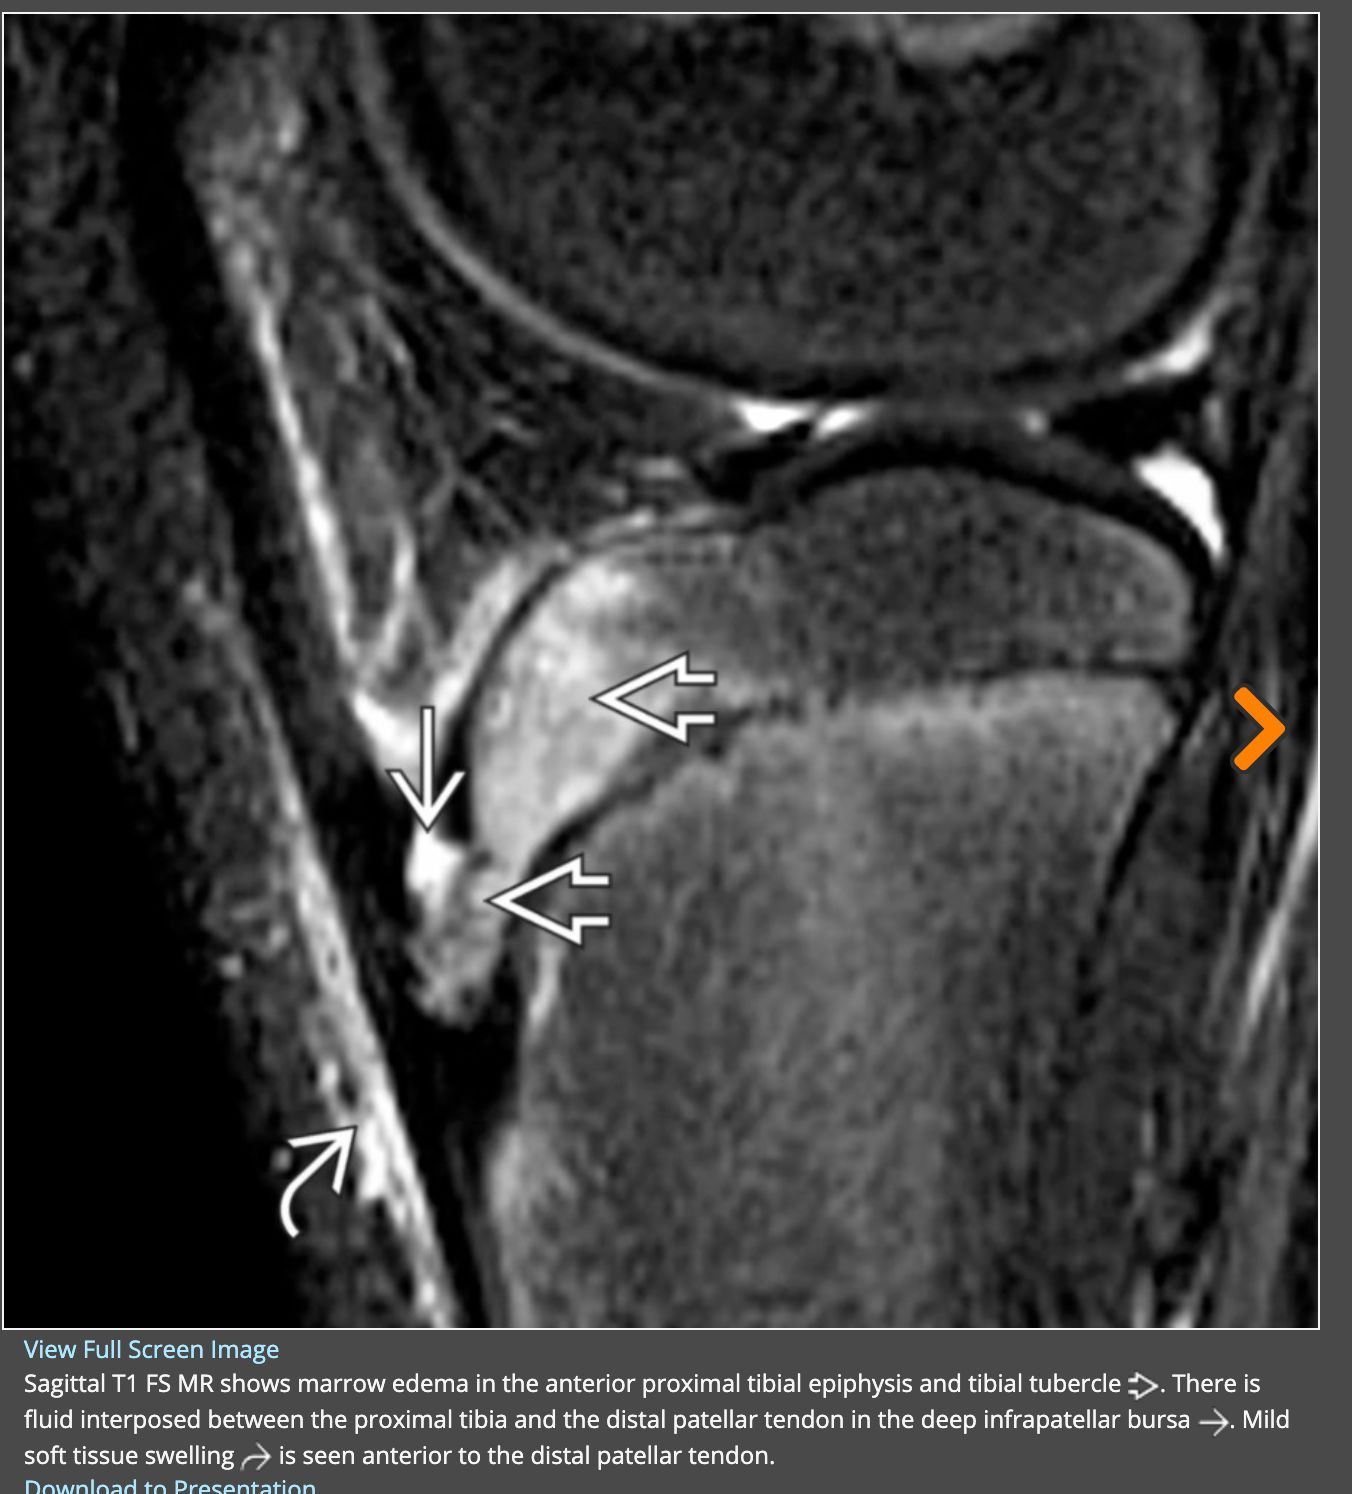 View Full Screen Image
Sagittal T1 FS MR shows marrow edema in the anterior proximal tibial epiphysis and tibial tubercle . There is
fluid interposed between the proximal tibia and the distal patellar tendon in the deep infrapatellar bursa . Mild
soft tissue swelling is seen anterior to the distal patellar tendon.
Download to Presentation